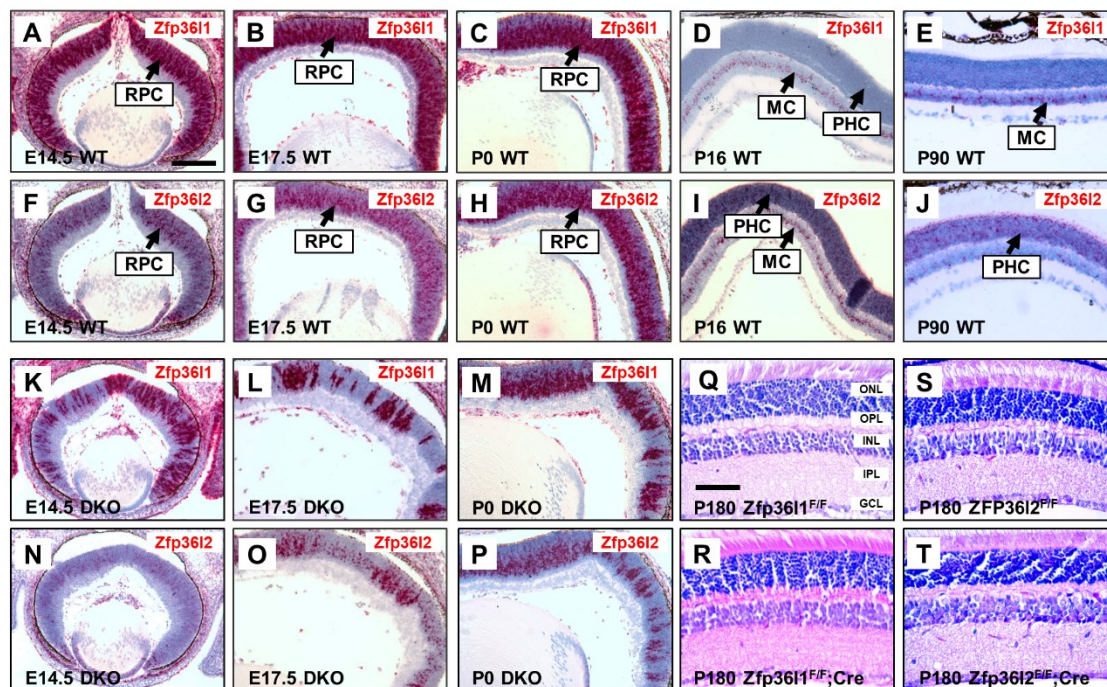 A
Zfp36l1
RPC
E14.5 WT
B
Zfp36l1
RPC
E17.5 WT
C
Zfp36l1
RPC
P0 WT
D
Zfp36l1
MC
PHC
P16 WT
E
Zfp36l1
MC
P90 WT
F
Zfp36l2
RPC
E14.5 WT
G
Zfp36l2
RPC
E17.5 WT
H
Zfp36l2
RPC
P0 WT
I
Zfp36l2
PHC
MC
P16 WT
J
Zfp36l2
PHC
P90 WT
K
Zfp36l1
E14.5 DKO
L
Zfp36l1
E17.5 DKO
M
Zfp36l1
P0 DKO
Q
ONL
OPL
INL
IPL
GCL
P180 Zfp36l1F/F
S
P180 ZFP36l2F/F
N
Zfp36l2
E14.5 DKO
O
Zfp36l2
E17.5 DKO
P
Zfp36l2
P0 DKO
R
P180 Zfp36l1F/F;Cre
T
P180 ZFP36l2F/F;Cre